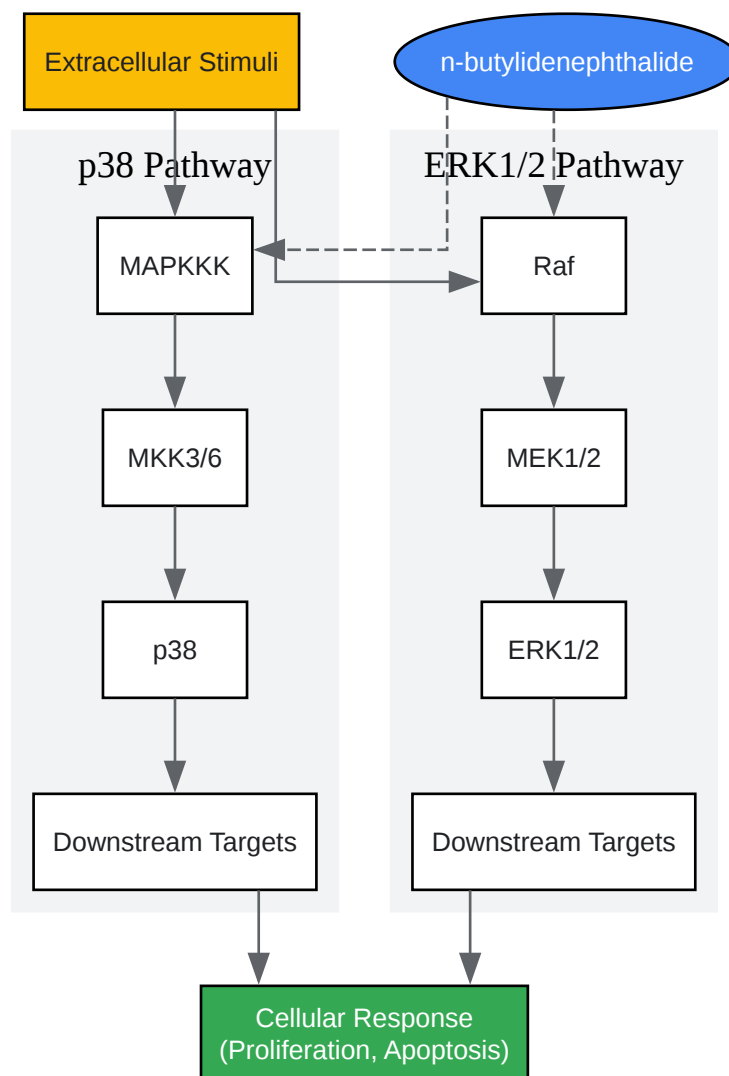 Extracellular Stimuli
n-butylidenephthalide
p38 Pathway
ERK1/2 Pathway
MAPKKK
Raf
MKK3/6
MEK1/2
p38
ERK1/2
Downstream Targets
Downstream Targets
Cellular Response
(Proliferation, Apoptosis)